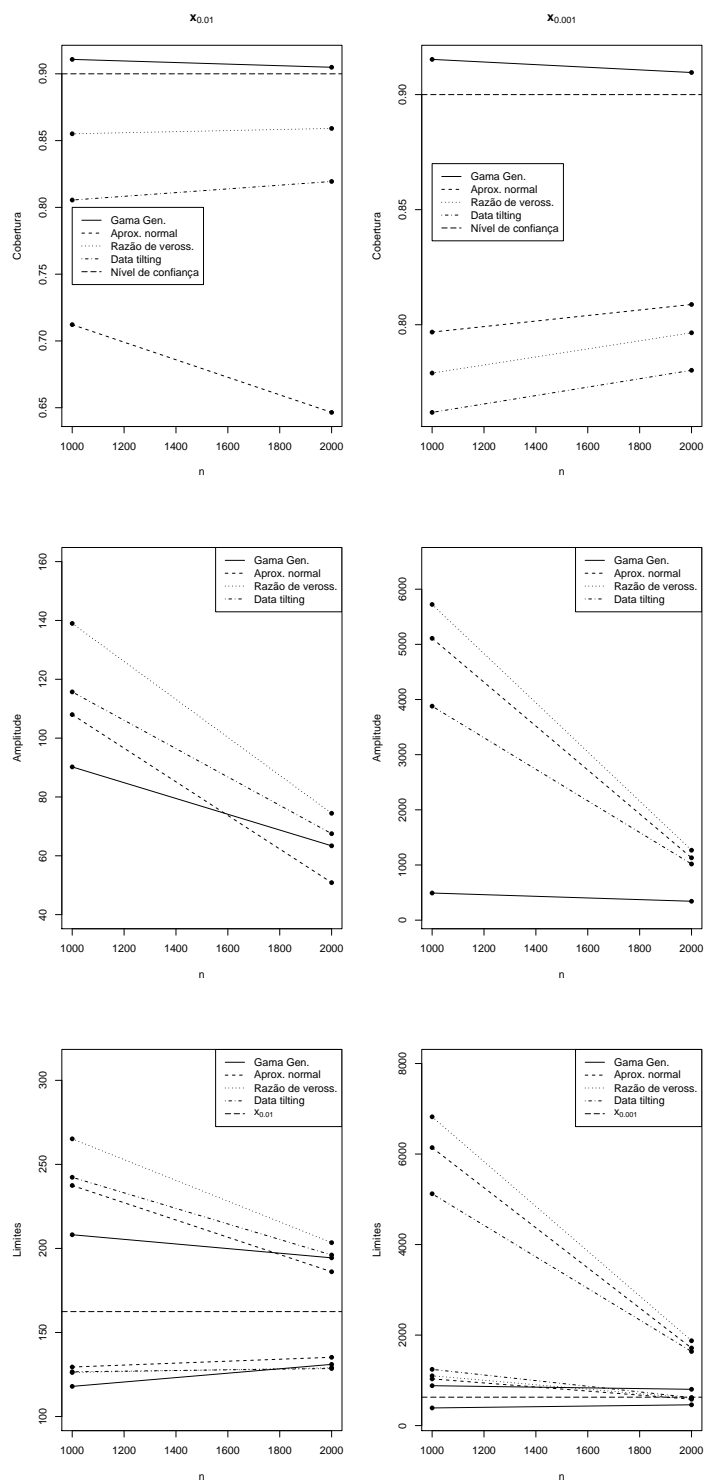 x0.01
x0.001
Cobertura
0.65 0.70 0.75 0.80 0.85 0.90
Gama Gen.
Aprox. normal
Razão de veross.
Data tilting
Nível de confiança
1000 1200 1400 1600 1800 2000
n
Cobertura
0.80 0.85 0.90
Gama Gen.
Aprox. normal
Razão de veross.
Data tilting
Nível de confiança
1000 1200 1400 1600 1800 2000
n
Amplitude
40 60 80 100 120 140 160
Gama Gen.
Aprox. normal
Razão de veross.
Data tilting
1000 1200 1400 1600 1800 2000
n
Amplitude
0 1000 2000 3000 4000 5000 6000
Gama Gen.
Aprox. normal
Razão de veross.
Data tilting
1000 1200 1400 1600 1800 2000
n
Limites
100 150 200 250 300
Gama Gen.
Aprox. normal
Razão de veross.
Data tilting
x0.01
1000 1200 1400 1600 1800 2000
n
Limites
0 2000 4000 6000 8000
Gama Gen.
Aprox. normal
Razão de veross.
Data tilting
x0.001
1000 1200 1400 1600 1800 2000
n